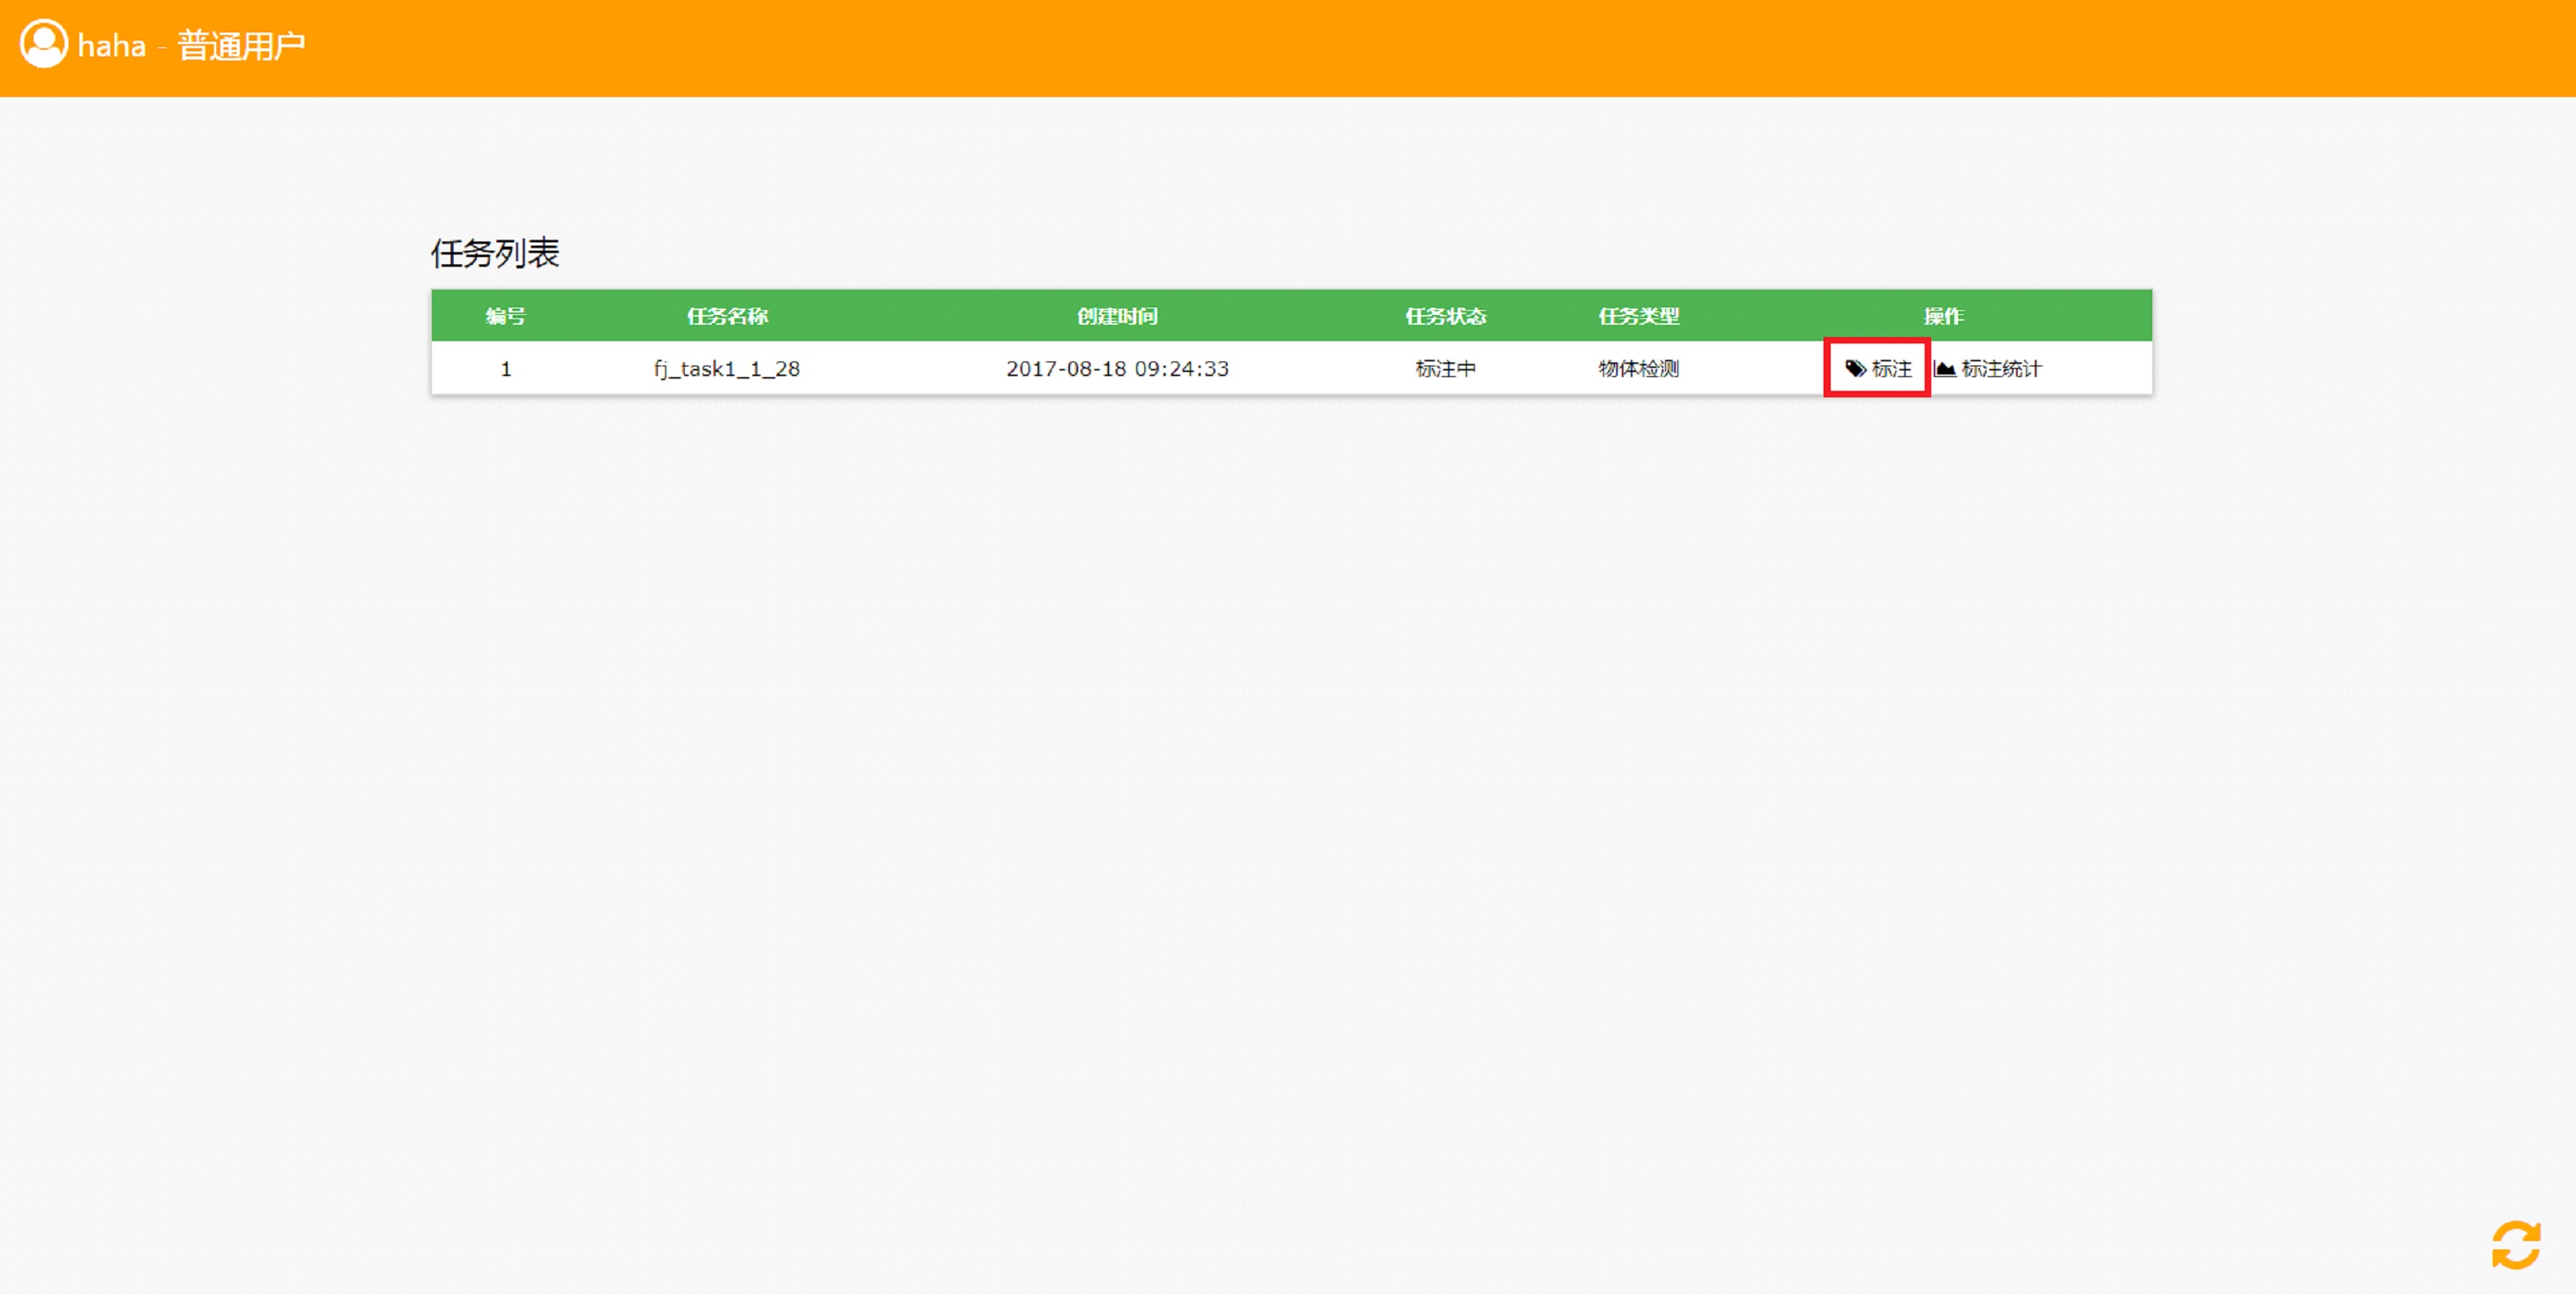 haha - 普通用户
任务列表
编号 任务名称 创建时间 任务状态 任务类型 操作
1 fj_task1_1_28 2017-08-18 09:24:33 标注中 物体检测 标注 标注统计